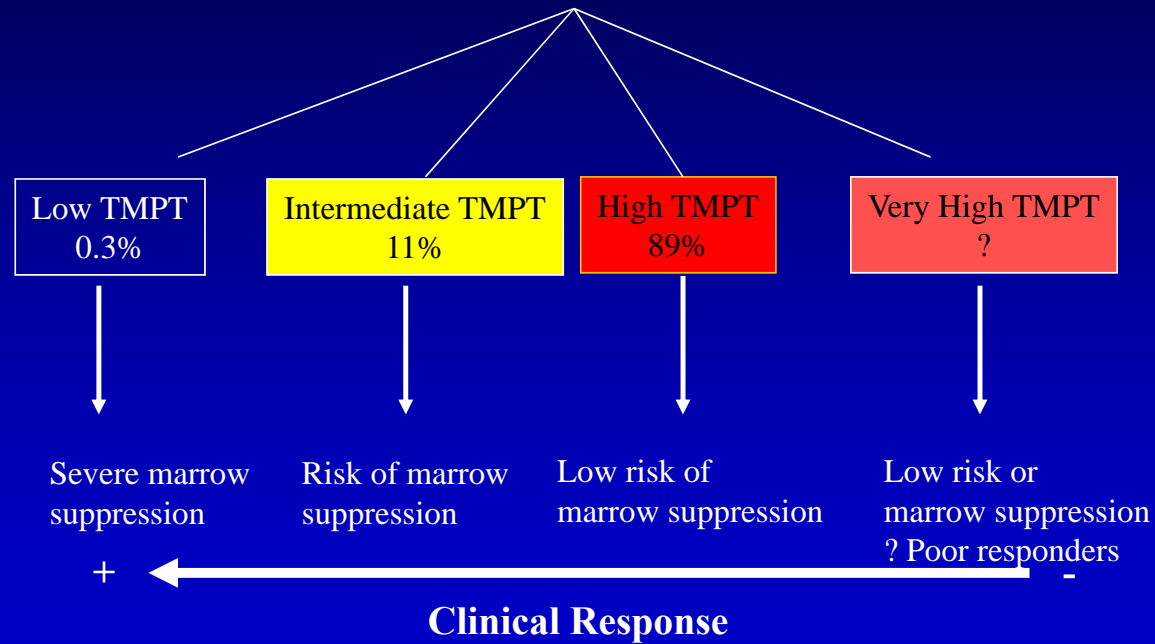 Low TMPT
0.3%
Intermediate TMPT
11%
High TMPT
89%
Very High TMPT
?
Severe marrow
suppression
Risk of marrow
suppression
Low risk of
marrow suppression
Low risk or
marrow suppression
? Poor responders
+
-
Clinical Response